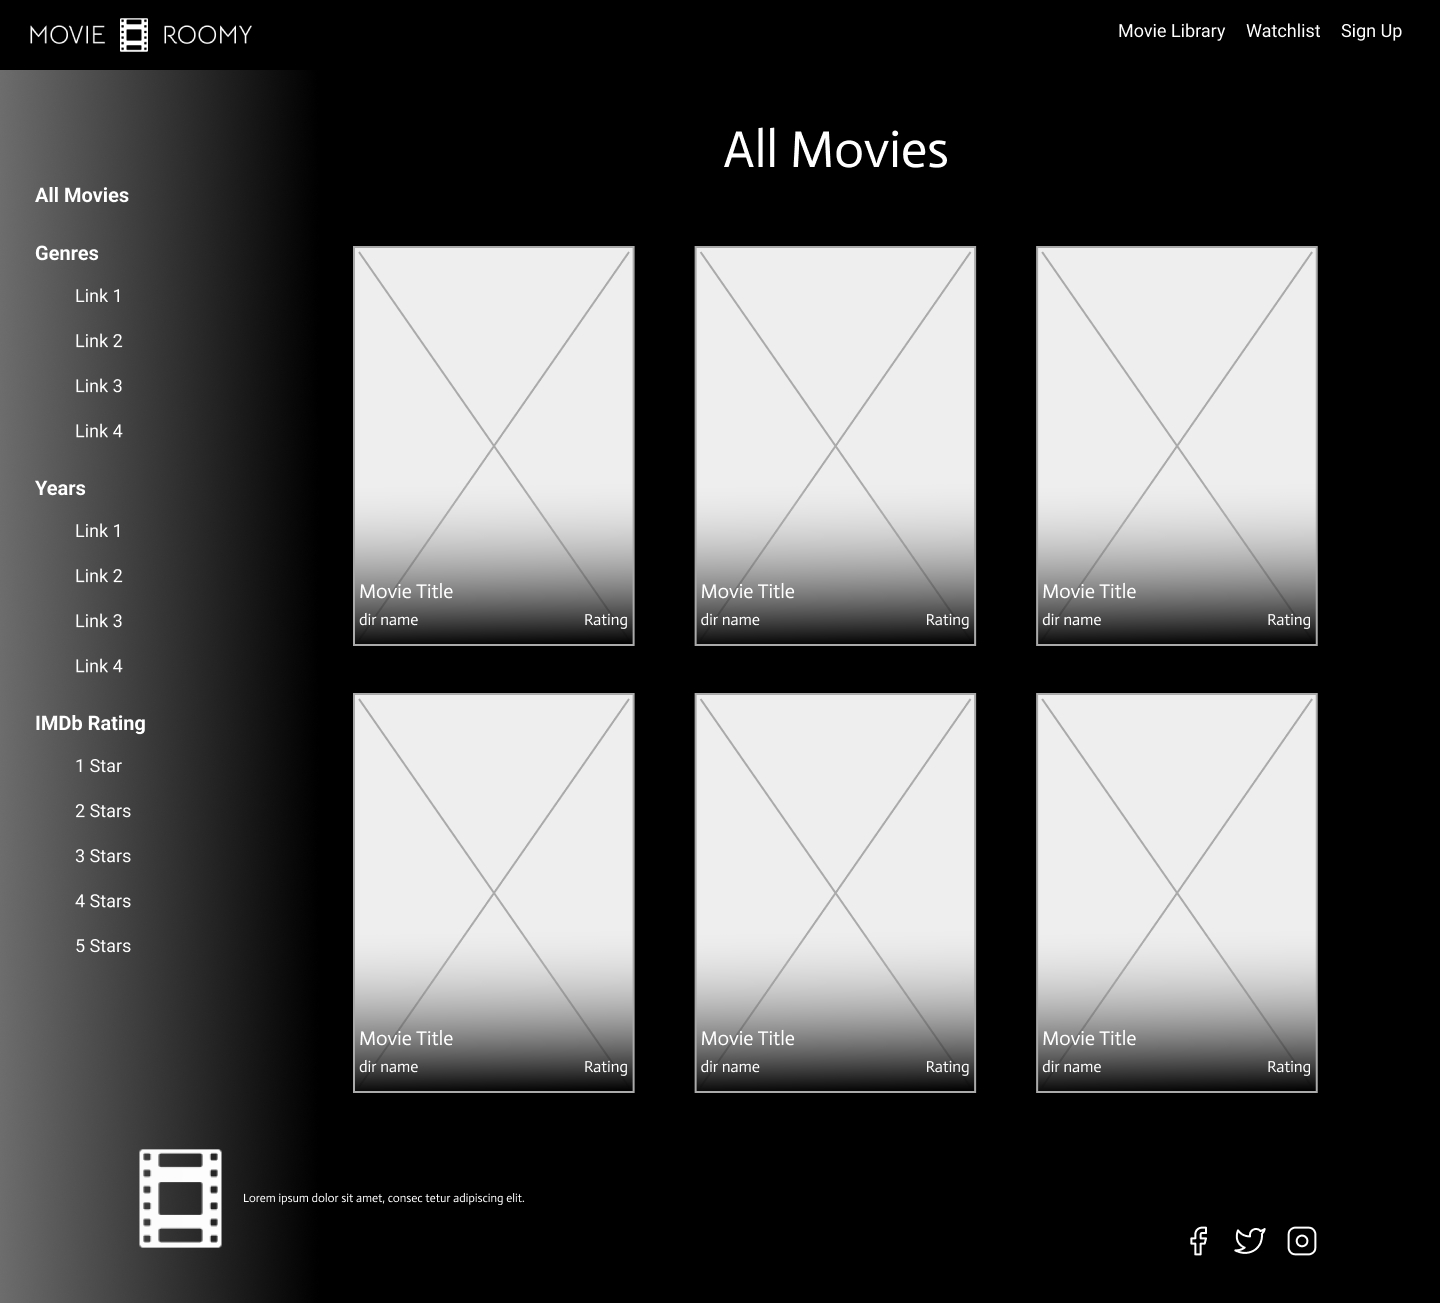 MOVIE ROOMY
Movie Library Watchlist Sign Up
All Movies
All Movies
Genres
Link 1
Link 2
Link 3
Link 4
Years
Link 1
Link 2
Link 3
Link 4
IMDb Rating
1 Star
2 Stars
3 Stars
4 Stars
5 Stars
Movie Title
dir name Rating
Movie Title
dir name Rating
Movie Title
dir name Rating
Movie Title
dir name Rating
Movie Title
dir name Rating
Movie Title
dir name Rating
Lorem ipsum dolor sit amet, consec tetur adipiscing elit.